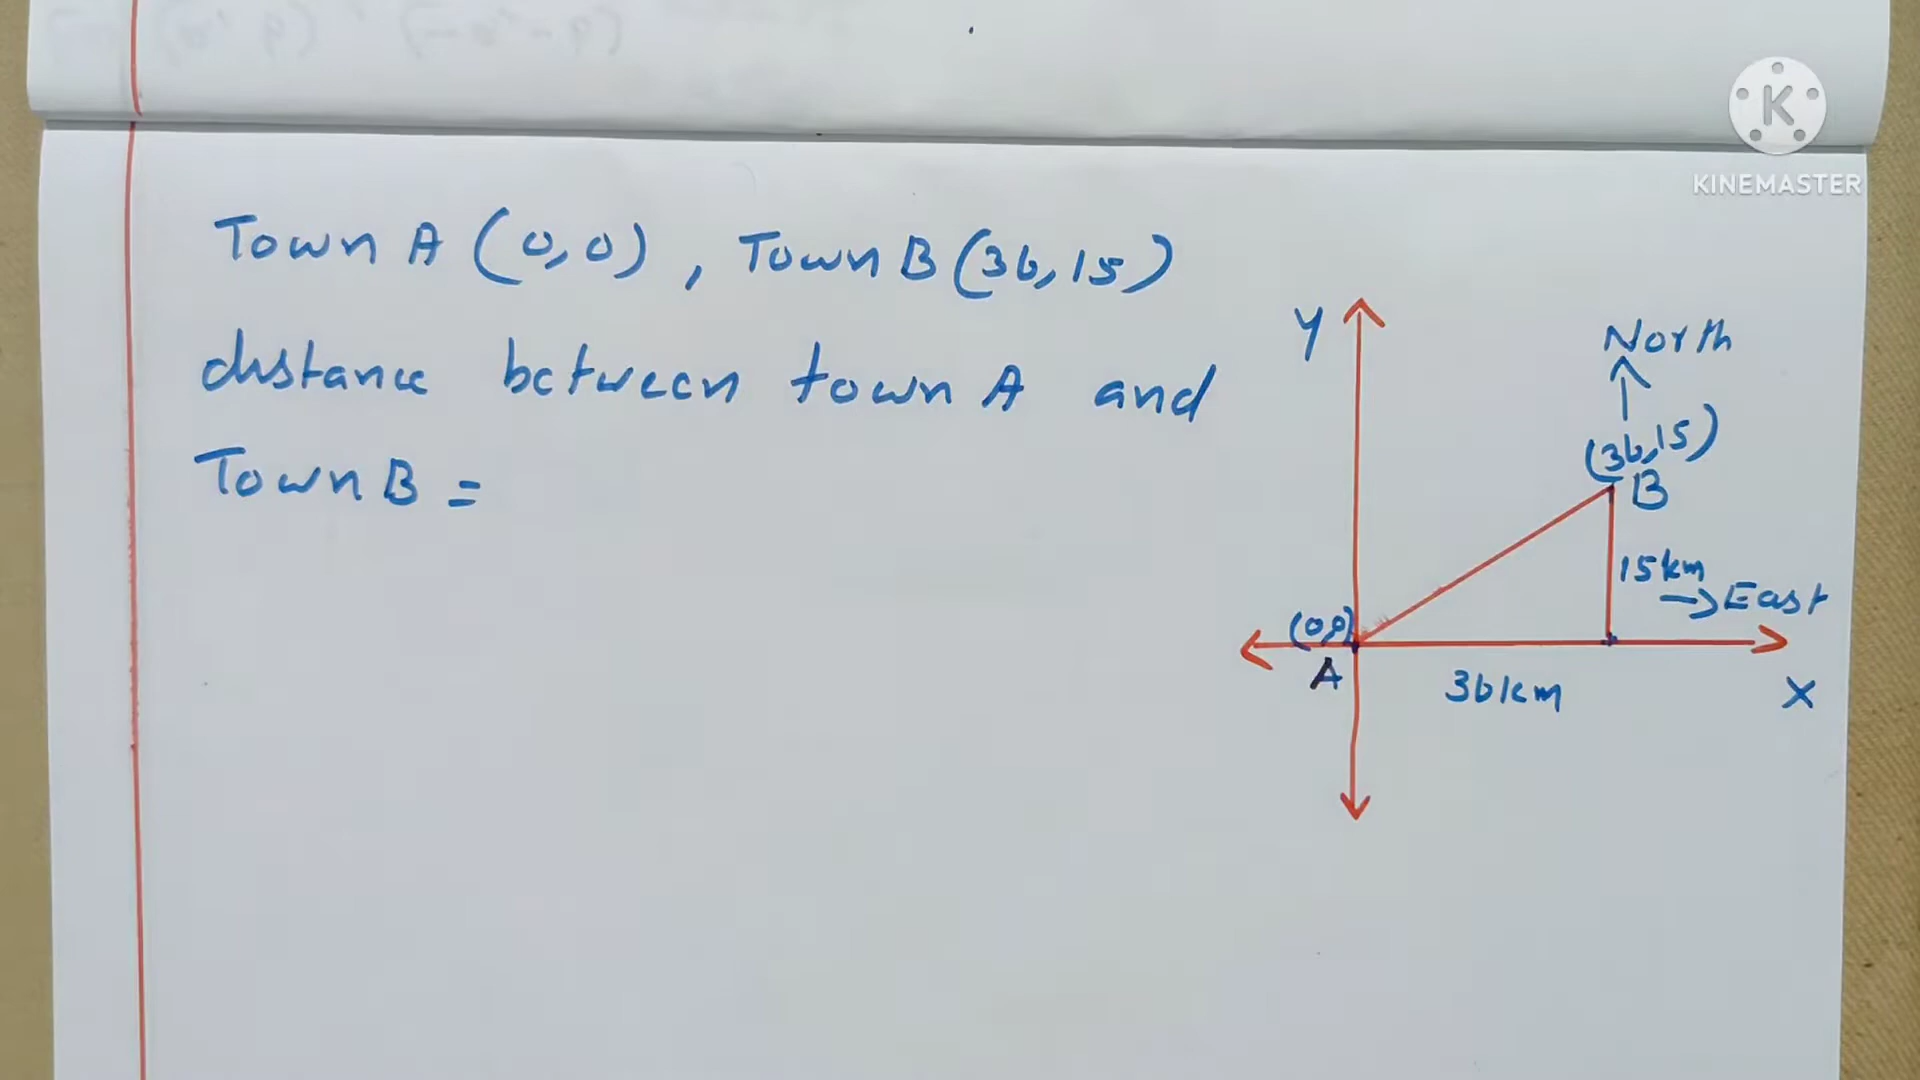 K
KINEMASTER
Town A (0,0), Town B (36,15)
distance between town A and
Town B =
Y
North
(36,15)
B
15km
→ East
(0,0)
A
36km
X